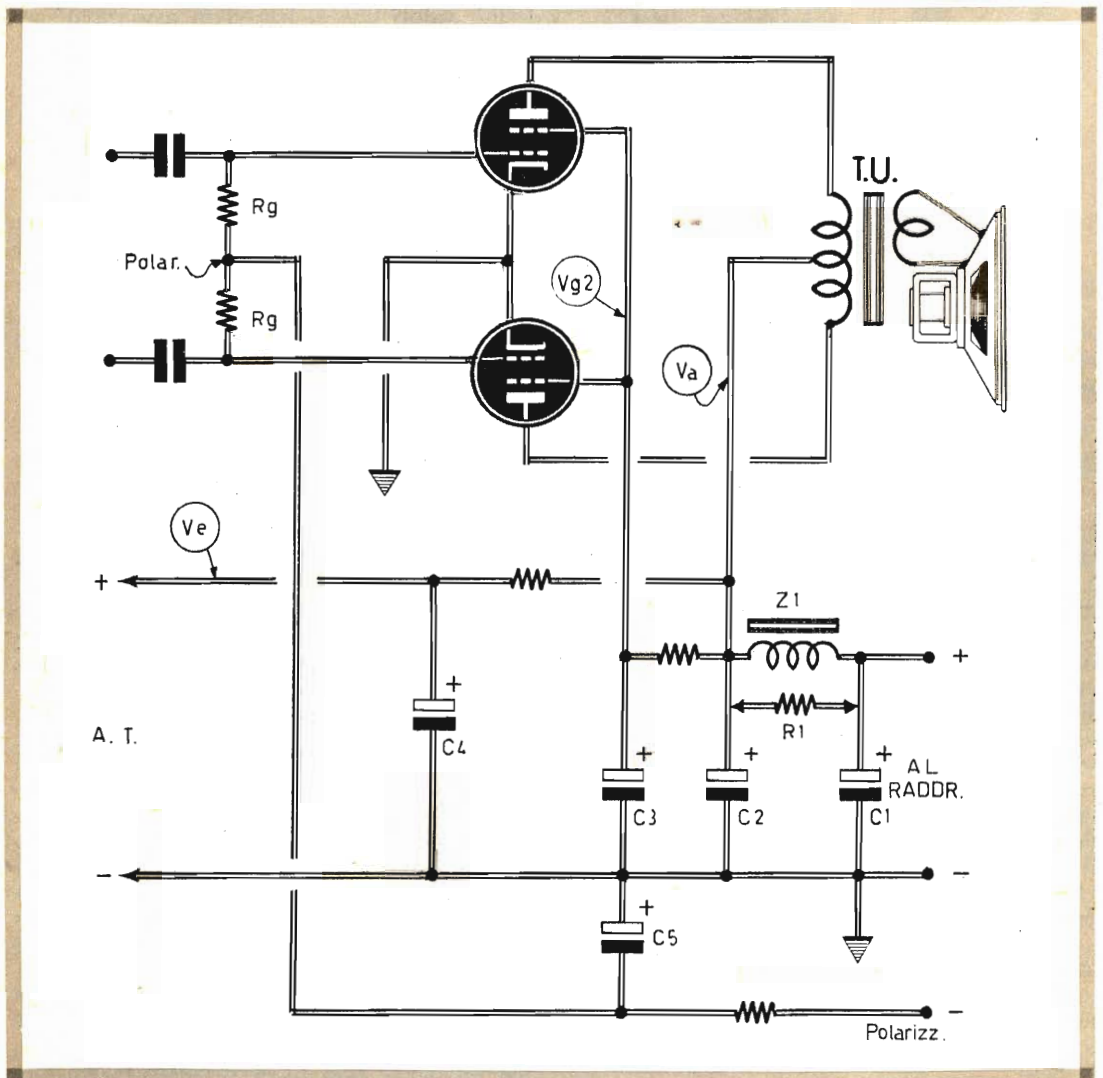 T.U.
Rg
Polar.
Vg2
Rg
Va
Ve
+
Z1
+
+
R1
A. T.
C4
+
+
+
AL
RADDR.
C3
C2
C1
−
−
+
C5
−
Polarizz.